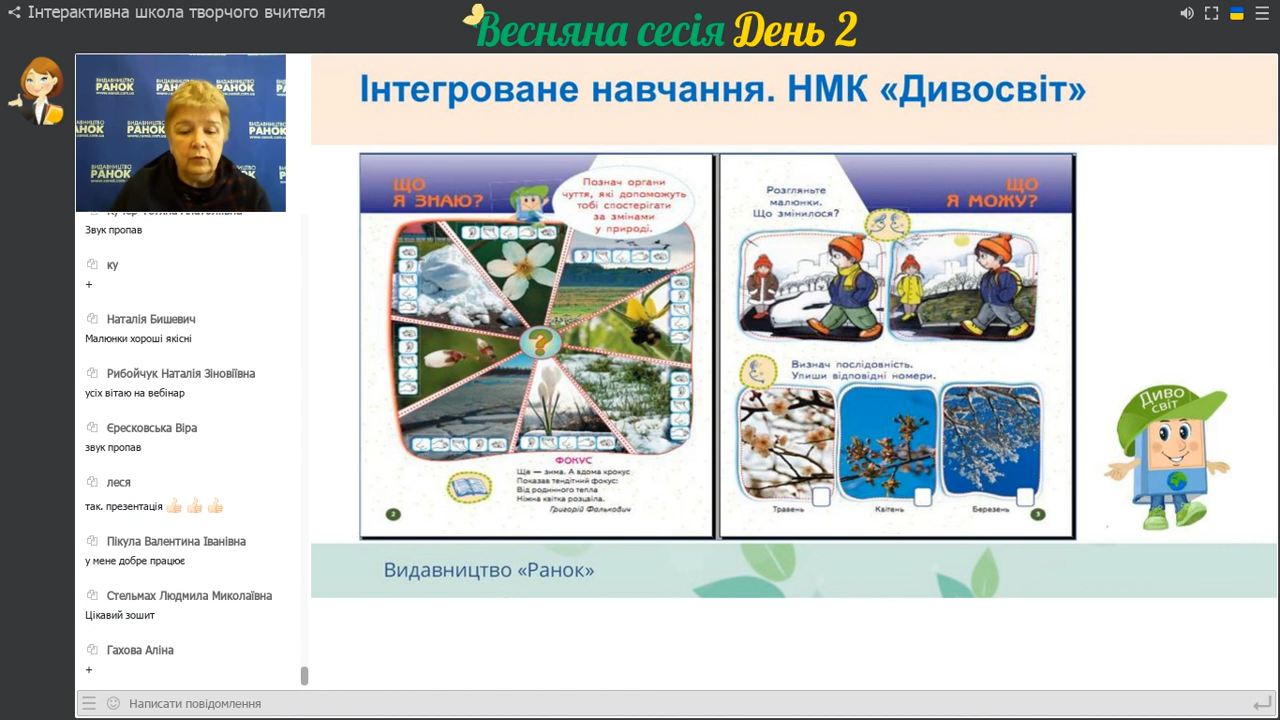 Інтерактивна школа творчого вчителя
Весняна сесія День 2
ВИДАВНИЦТВО
РАНОК
Звук пропав
ку
+
Наталія Бишевич
Малюнки хороші якісні
Рибойчук Наталія Зіновіївна
усіх вітаю на вебінар
Єресковська Віра
звук пропав
леся
так. презентація
Пікула Валентина Іванівна
у мене добре працює
Стельмах Людмила Миколаївна
Цікавий зошит
Гахова Аліна
+
Написати повідомлення
Інтегроване навчання. НМК «Дивосвіт»
ЩО
Я ЗНАЮ?
Познач органи
чуття, які допоможуть
тобі спостерігати
за змінами
у природі.
?
ФОКУС
Ще — зима. А вдома крокус
Показав тендітний фокус:
Від родинного тепла
Ніжна квітка розцвіла.
Григорій Фалькович
2
Розгляньте
малюнки.
Що змінилося?
ЩО
Я МОЖУ?
Визнач послідовність.
Упиши відповідні номери.
Травень
Квітень
Березень
3
ДИВО
СВІТ
Видавництво «Ранок»